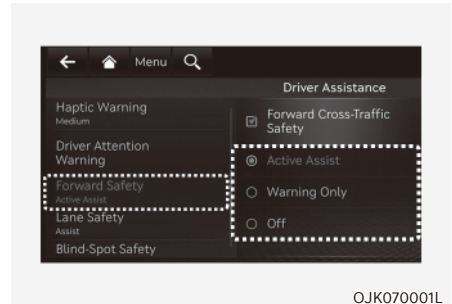 Menu
Driver Assistance
Haptic Warning
Medium
Driver Attention
Warning
Forward Safety
Active Assist
Lane Safety
Assist
Blind-Spot Safety
Forward Cross-Traffic
Safety
Active Assist
Warning Only
Off
OJK070001L